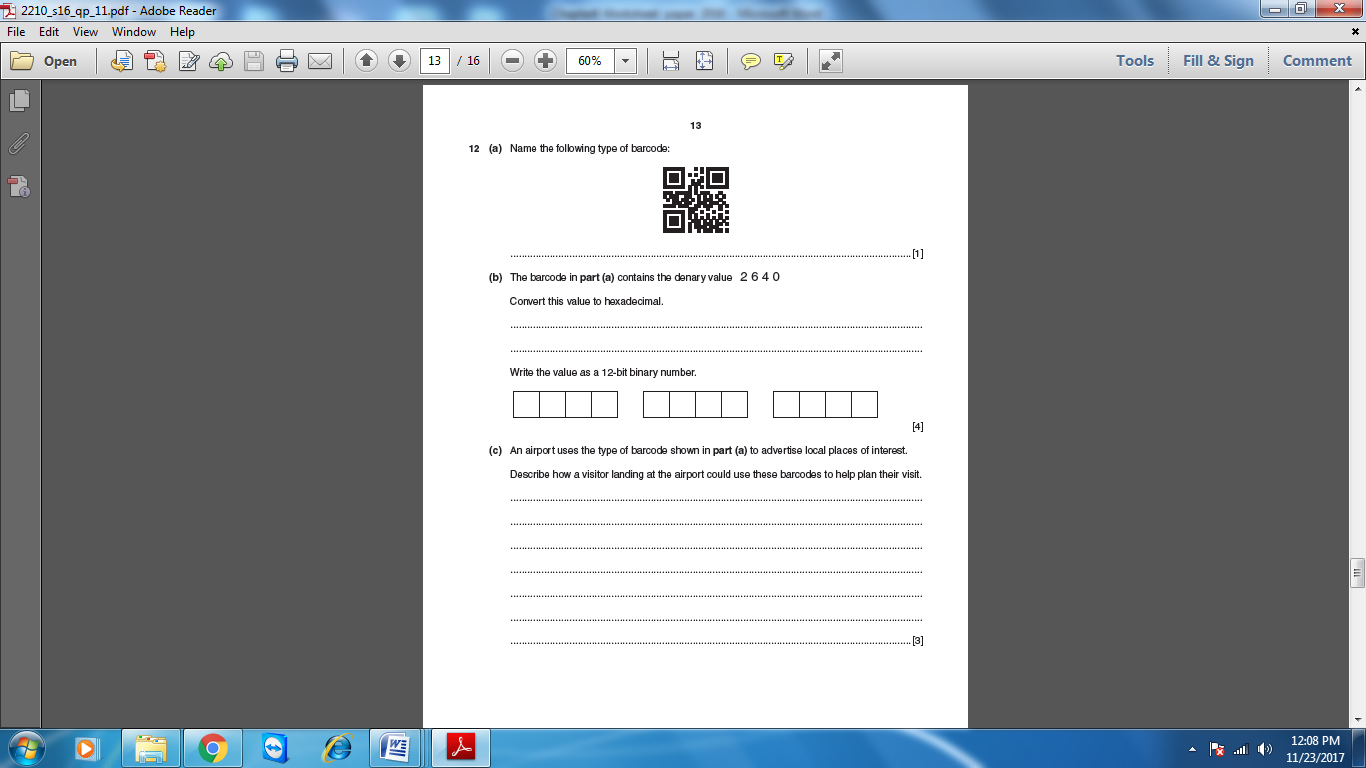 2210_s16_qp_11.pdf - Adobe Reader
File Edit View Window Help
Open 13 / 16 60% Tools Fill & Sign Comment
13
12 (a) Name the following type of barcode:
..........[1]
(b) The barcode in part (a) contains the denary value 2 6 4 0
Convert this value to hexadecimal.
Write the value as a 12-bit binary number.
[4]
(c) An airport uses the type of barcode shown in part (a) to advertise local places of interest.
Describe how a visitor landing at the airport could use these barcodes to help plan their visit.
..........[3]
12:08 PM
11/23/2017